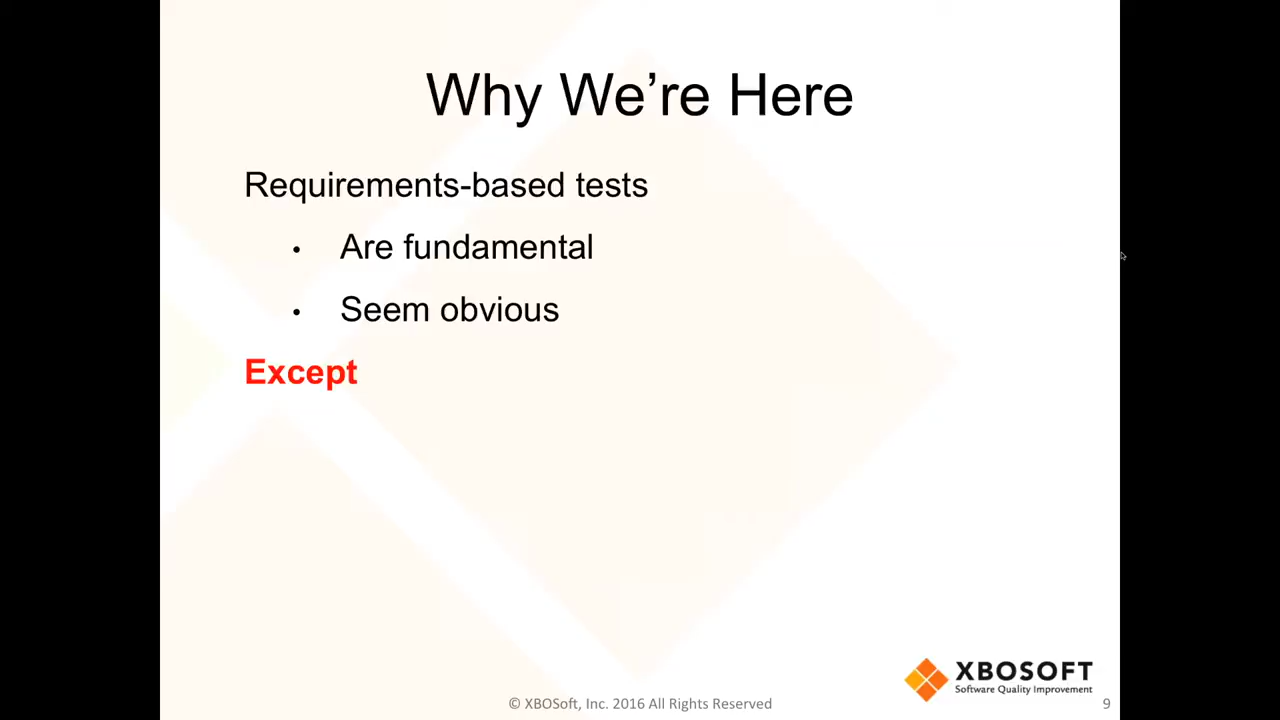 Why We’re Here
Requirements-based tests
• Are fundamental
• Seem obvious
Except
XBOSOFT
Software Quality Improvement
© XBOSoft, Inc. 2016 All Rights Reserved
9